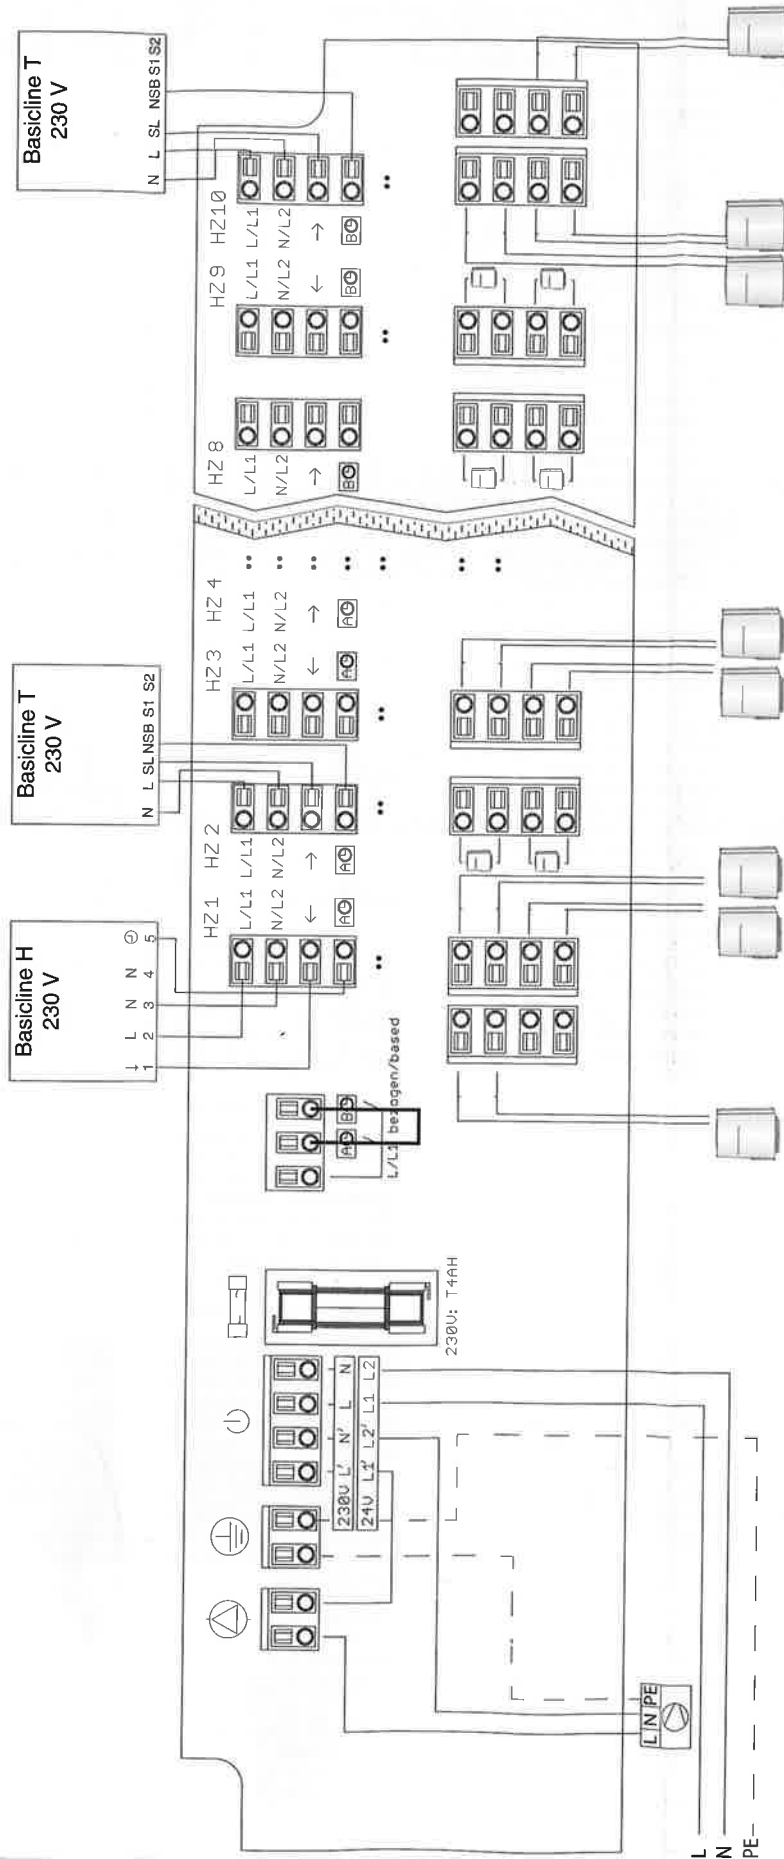 Basicline H
230 V
↓ L N N
1 2 3 4 5
Basicline T
230 V
N L SL NSB S1 S2
Basicline T
230 V
N L SL NSB S1 S2
HZ1 HZ2 HZ3 HZ4 HZ8 HZ9 HZ10
L/L1 L/L1 L/L1 L/L1 L/L1 L/L1 L/L1
N/L2 N/L2 N/L2 N/L2 N/L2 N/L2 N/L2
← → ← → → ← →
A A A A B B B
A B
L/L1 bezogen/based
230V L' N' L N
24V L1' L2' L1 L2
230V: T4AH
L N PE
L
N
PE